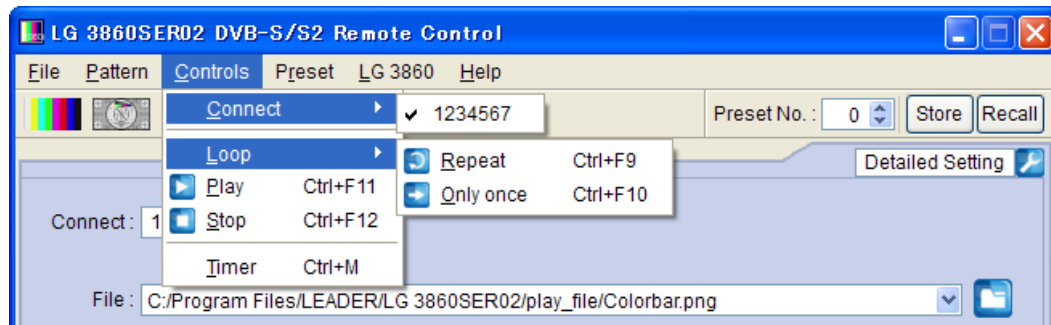 LG 3860SER02 DVB-S/S2 Remote Control
File Pattern Controls Preset LG 3860 Help
Connect 1234567 Preset No. : 0 Store Recall
Loop Repeat Ctrl+F9 Detailed Setting
Play Ctrl+F11 Only once Ctrl+F10
Connect : 1 Stop Ctrl+F12
Timer Ctrl+M
File : C:/Program Files/LEADER/LG 3860SER02/play_file/Colorbar.png